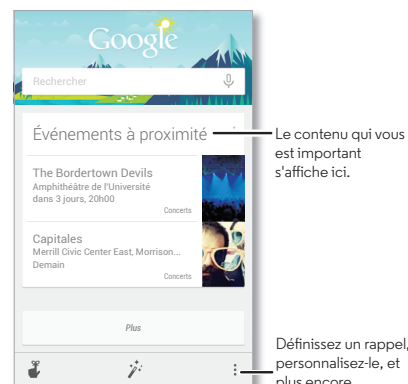 Google
Rechercher
Événements à proximité
Le contenu qui vous
est important
s'affiche ici.
The Bordertown Devils
Amphithéâtre de l'Université
dans 3 jours, 20h00
Concerts
Capitales
Merrill Civic Center East, Morrison...
Demain
Concerts
Plus
Définissez un rappel,
personnalisez-le, et
plus encore